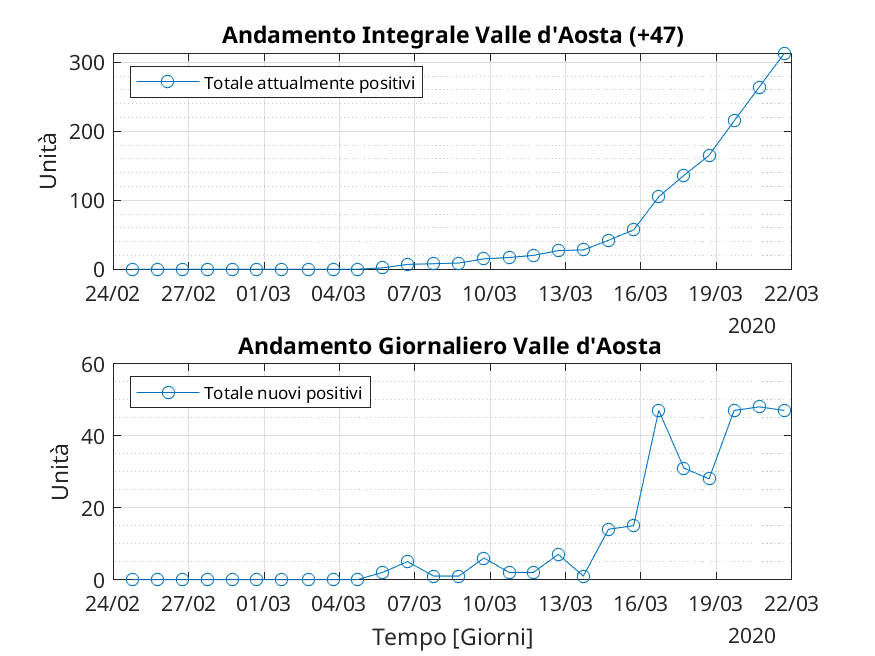 Andamento Integrale Valle d'Aosta (+47)
300
200
100
0
Unità
Totale attualmente positivi
24/02 27/02 01/03 04/03 07/03 10/03 13/03 16/03 19/03 22/03
2020
Andamento Giornaliero Valle d'Aosta
60
40
20
0
Unità
Totale nuovi positivi
24/02 27/02 01/03 04/03 07/03 10/03 13/03 16/03 19/03 22/03
Tempo [Giorni]
2020